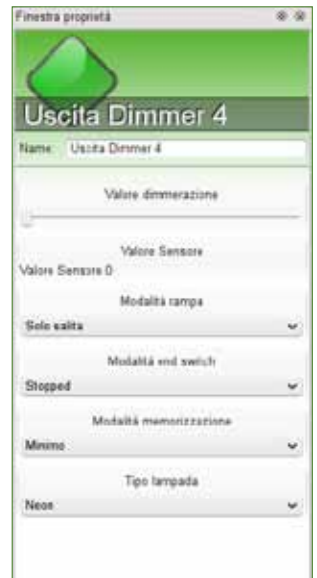 Finestra proprietà
Uscita Dimmer 4
Name: Uscita Dimmer 4
Valore dimmerazione
Valore Sensore
Valore Sensore 0
Modalità rampa
Solo salita
Modalità end switch
Stopped
Modalità memorizzazione
Minimo
Tipo lampada
Neon